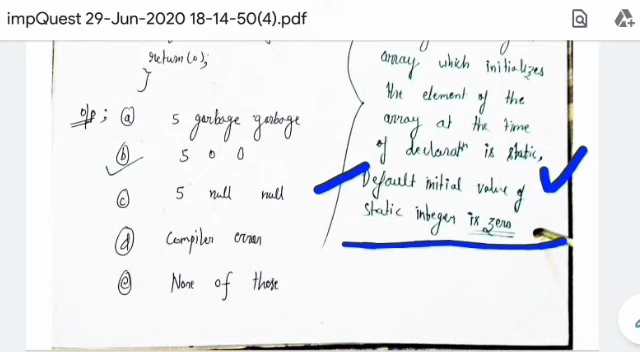 impQuest 29-Jun-2020 18-14-50(4).pdf
return(0);
}
o/p ; (a) 5 garbage garbage
(b) 5 0 0
(c) 5 null null
(d) Compiler error
(e) None of those
array which initializes
the element of the
array at the time
of declaratn is static,
Default initial value of
static integer is zero